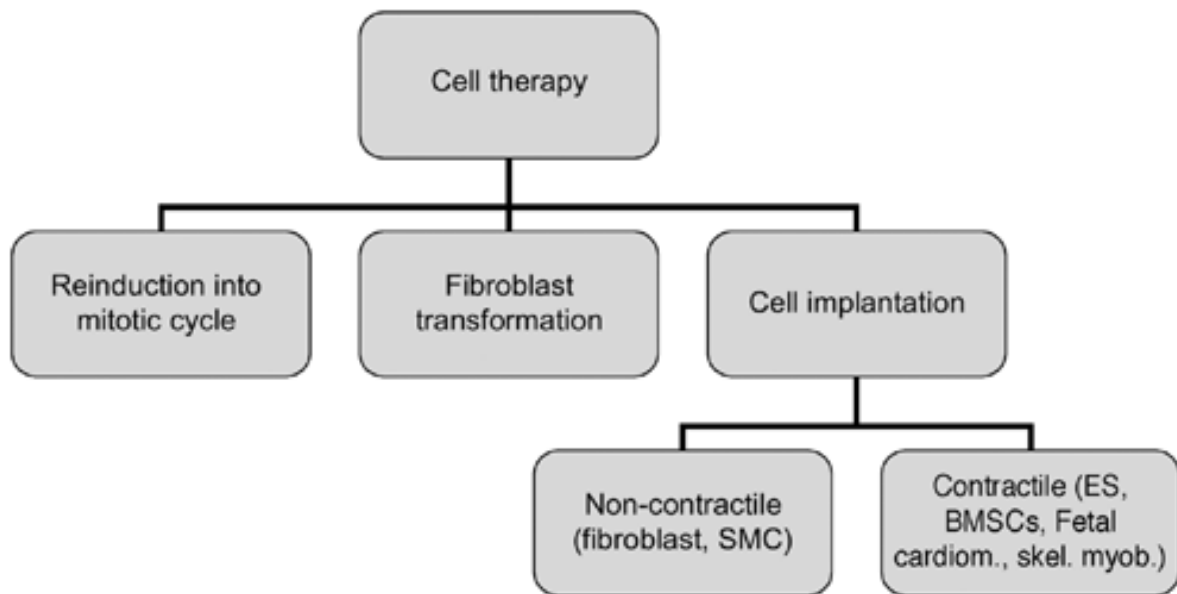 Cell therapy
Reinduction into
mitotic cycle
Fibroblast
transformation
Cell implantation
Non-contractile
(fibroblast, SMC)
Contractile (ES,
BMSCs, Fetal
cardiom., skel. myob.)